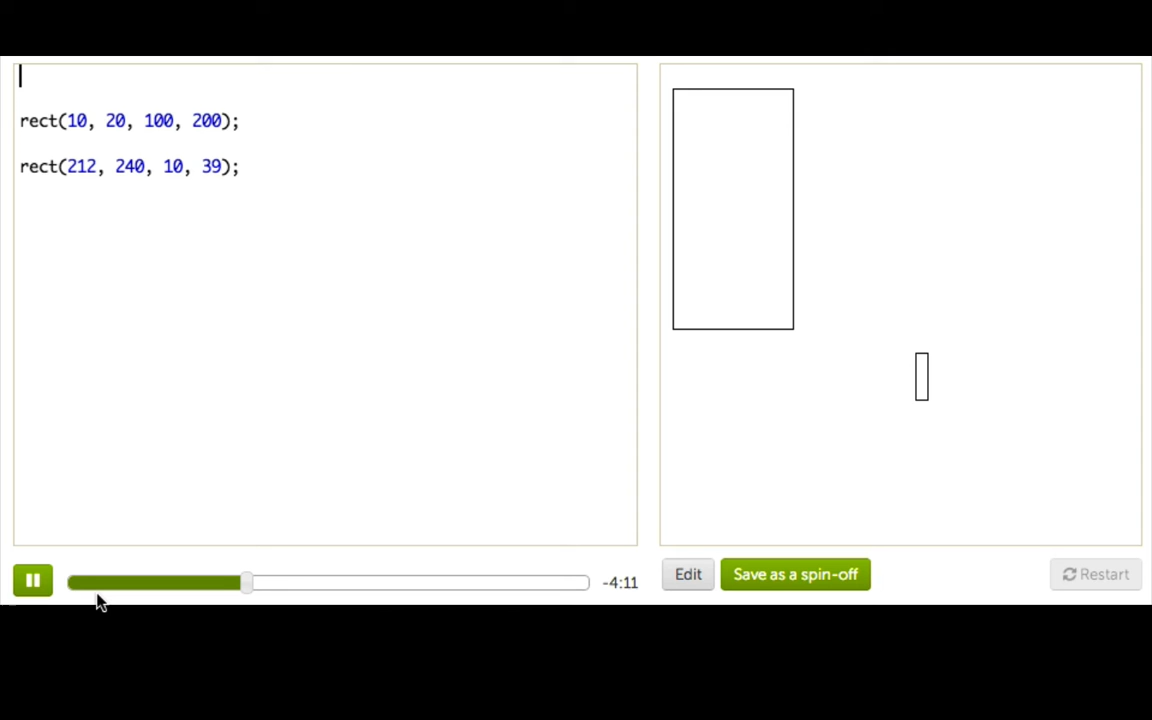 rect(10, 20, 100, 200);
rect(212, 240, 10, 39);
-4:11
Edit
Save as a spin-off
Restart